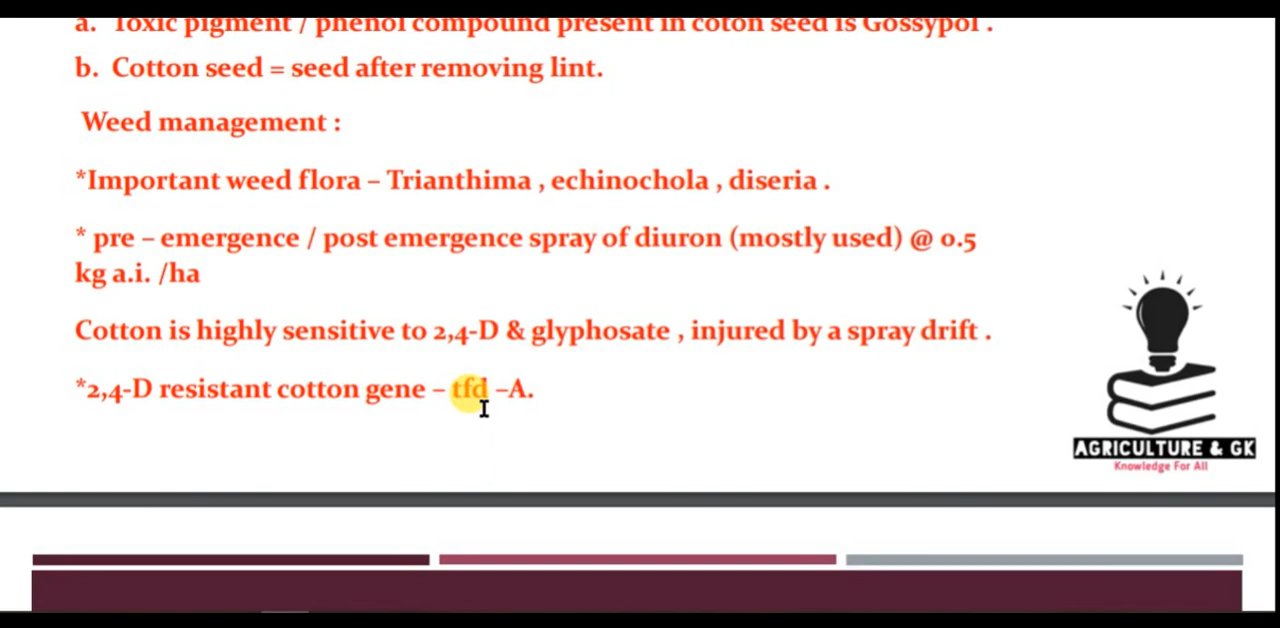 a. Toxic pigment / phenol compound present in coton seed is Gossypol .
b. Cotton seed = seed after removing lint.
Weed management :
*Important weed flora – Trianthima , echinochola , diseria .
* pre – emergence / post emergence spray of diuron (mostly used) @ 0.5
kg a.i. /ha
Cotton is highly sensitive to 2,4-D & glyphosate , injured by a spray drift .
*2,4-D resistant cotton gene – tfd –A.
AGRICULTURE & GK
Knowledge For All